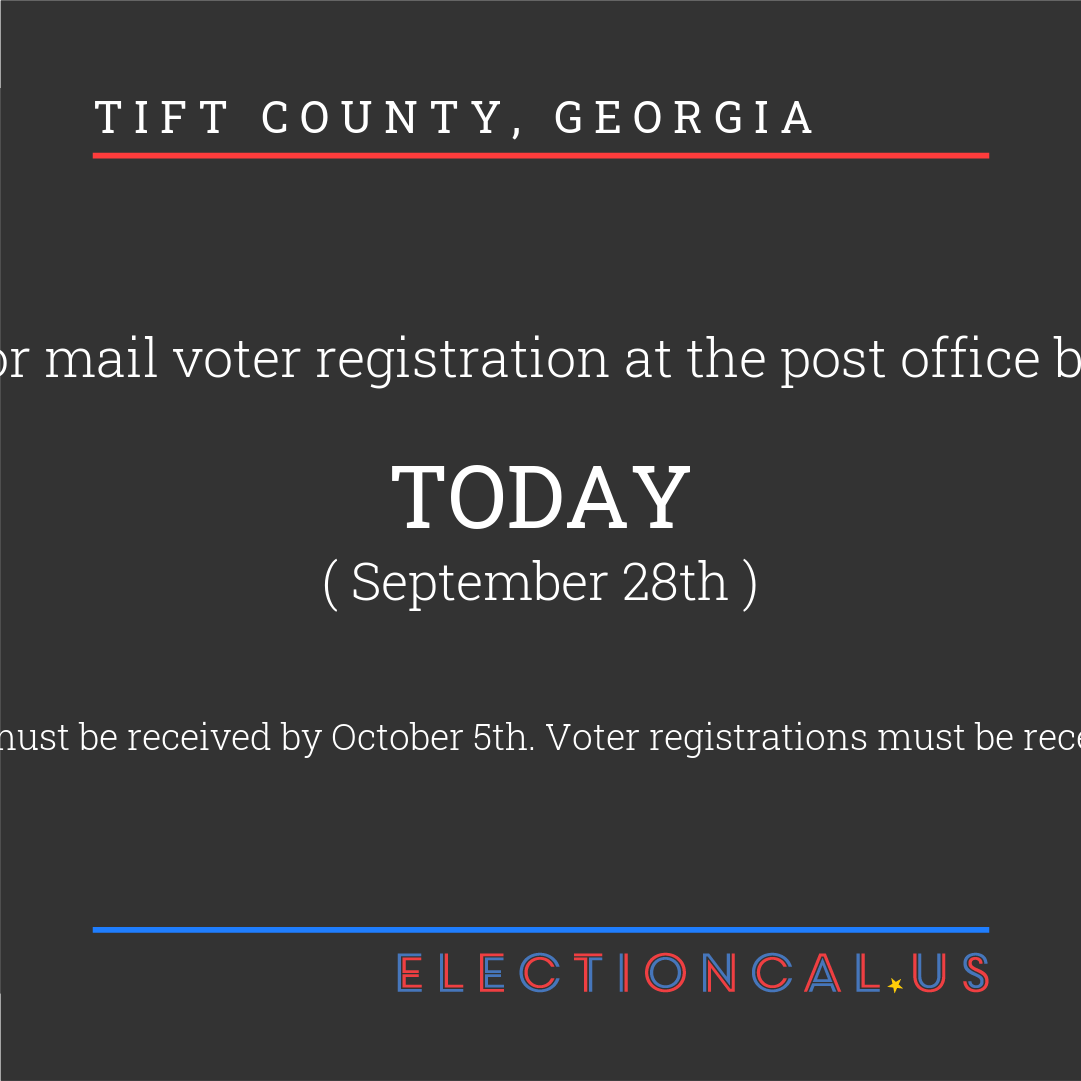 TIFT COUNTY, GEORGIA
or mail voter registration at the post office b
TODAY
( September 28th )
must be received by October 5th. Voter registrations must be rece
ELECTIONCAL.US